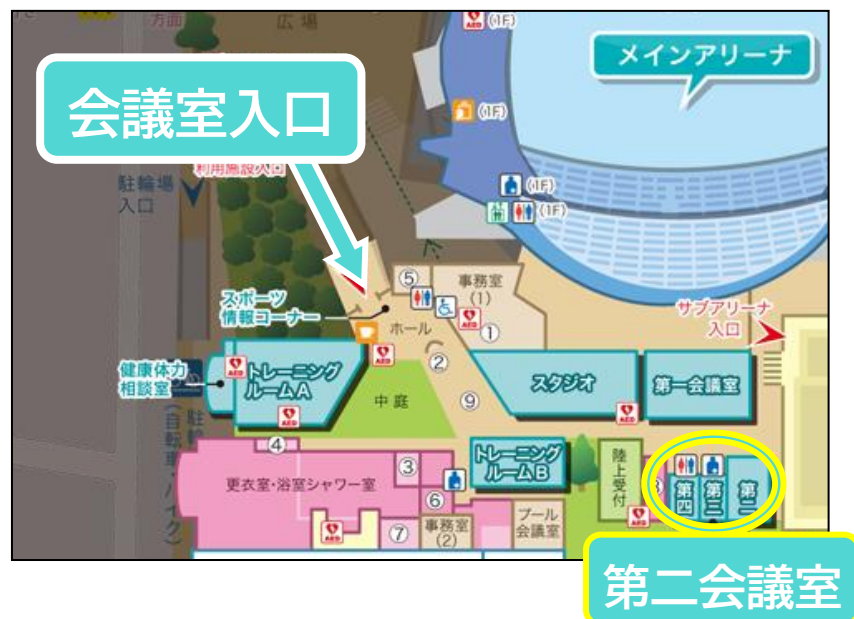 方面
広場
(1F)
メインアリーナ
会議室入口
(1F)
利用施設入口
駐輪場
入口
(1F)
(1F)
⑤
事務室
(1)
スポーツ
情報コーナー
ホール
①
サブアリーナ
入口
②
健康体力
相談室
トレーニング
ルームA
AED
中庭
⑨
スタジオ
第一会議室
④
更衣室・浴室シャワー室
③
トレーニング
ルームB
陸上受付
⑥
⑦
事務室
(2)
プール
会議室
第四
第三
第二
(自転車・バイク)
第二会議室